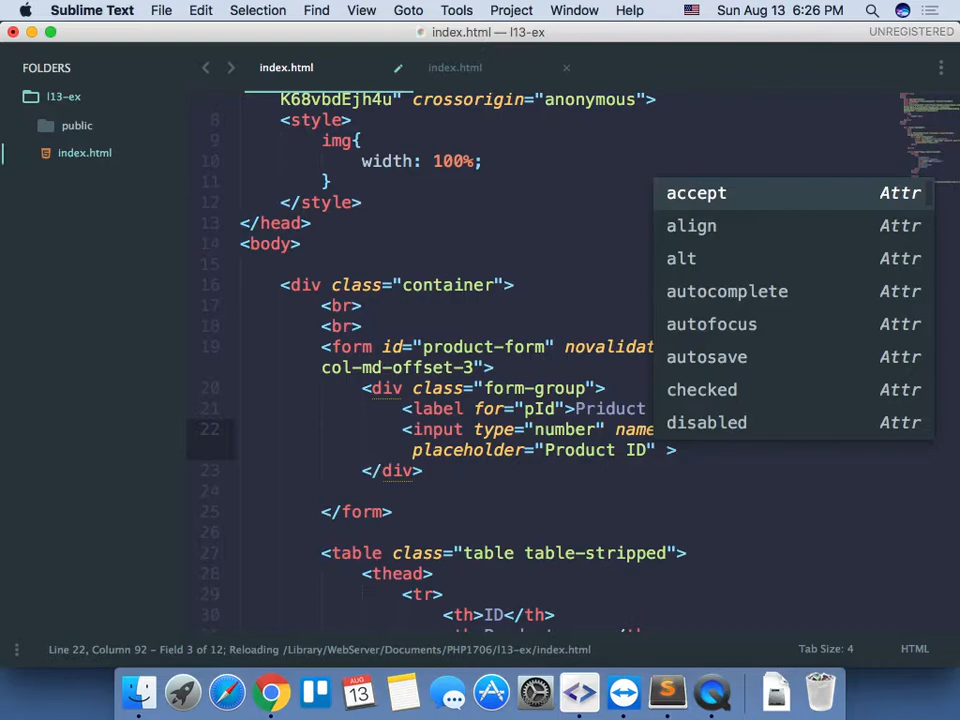 Sublime Text File Edit Selection Find View Goto Tools Project Window Help Sun Aug 13 6:26 PM
index.html — l13-ex UNREGISTERED
FOLDERS
l13-ex
public
index.html
index.html index.html
K68vbdEjh4u" crossorigin="anonymous">
8 <style>
9 img{
10 width: 100%;
11 }
12 </style>
13 </head>
14 <body>
15
16 <div class="container">
17 <br>
18 <br>
19 <form id="product-form" novalidat
col-md-offset-3">
20 <div class="form-group">
21 <label for="pId">Priduct
22 <input type="number" name
placeholder="Product ID" >
23 </div>
24
25 </form>
26
27 <table class="table table-stripped">
28 <thead>
29 <tr>
30 <th>ID</th>
accept Attr
align Attr
alt Attr
autocomplete Attr
autofocus Attr
autosave Attr
checked Attr
disabled Attr
Line 22, Column 92 - Field 3 of 12; Reloading /Library/WebServer/Documents/PHP1706/l13-ex/index.html Tab Size: 4 HTML
AUG
13